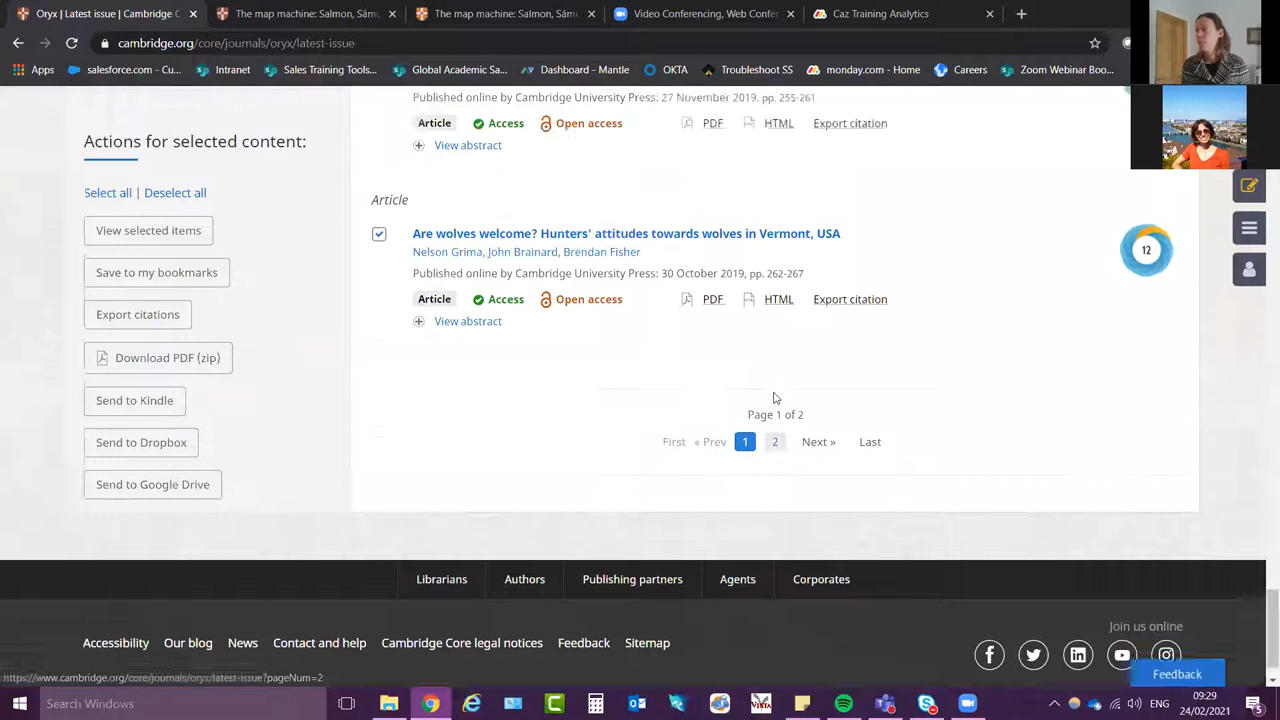 Oryx | Latest issue | Cambridge C
The map machine: Salmon, Sám
The map machine: Salmon, Sám
Video Conferencing, Web Confer
Caz Training Analytics
cambridge.org/core/journals/oryx/latest-issue
Apps
salesforce.com - Cu...
Intranet
Sales Training Tools...
Global Academic Sa...
Dashboard - Mantle
OKTA
Troubleshoot SS
monday.com - Home
Careers
Zoom Webinar Boo...
Published online by Cambridge University Press: 27 November 2019, pp. 255-261
Article Access Open access PDF HTML Export citation
View abstract
Actions for selected content:
Select all | Deselect all
View selected items
Save to my bookmarks
Export citations
Download PDF (zip)
Send to Kindle
Send to Dropbox
Send to Google Drive
Article
Are wolves welcome? Hunters' attitudes towards wolves in Vermont, USA
Nelson Grima, John Brainard, Brendan Fisher
Published online by Cambridge University Press: 30 October 2019, pp. 262-267
12
Article Access Open access PDF HTML Export citation
View abstract
Page 1 of 2
First « Prev 1 2 Next » Last
Librarians
Authors
Publishing partners
Agents
Corporates
Join us online
Accessibility Our blog News Contact and help Cambridge Core legal notices Feedback Sitemap
Feedback
https://www.cambridge.org/core/journals/oryx/latest-issue?pageNum=2
Search Windows
ENG
09:29
24/02/2021
5